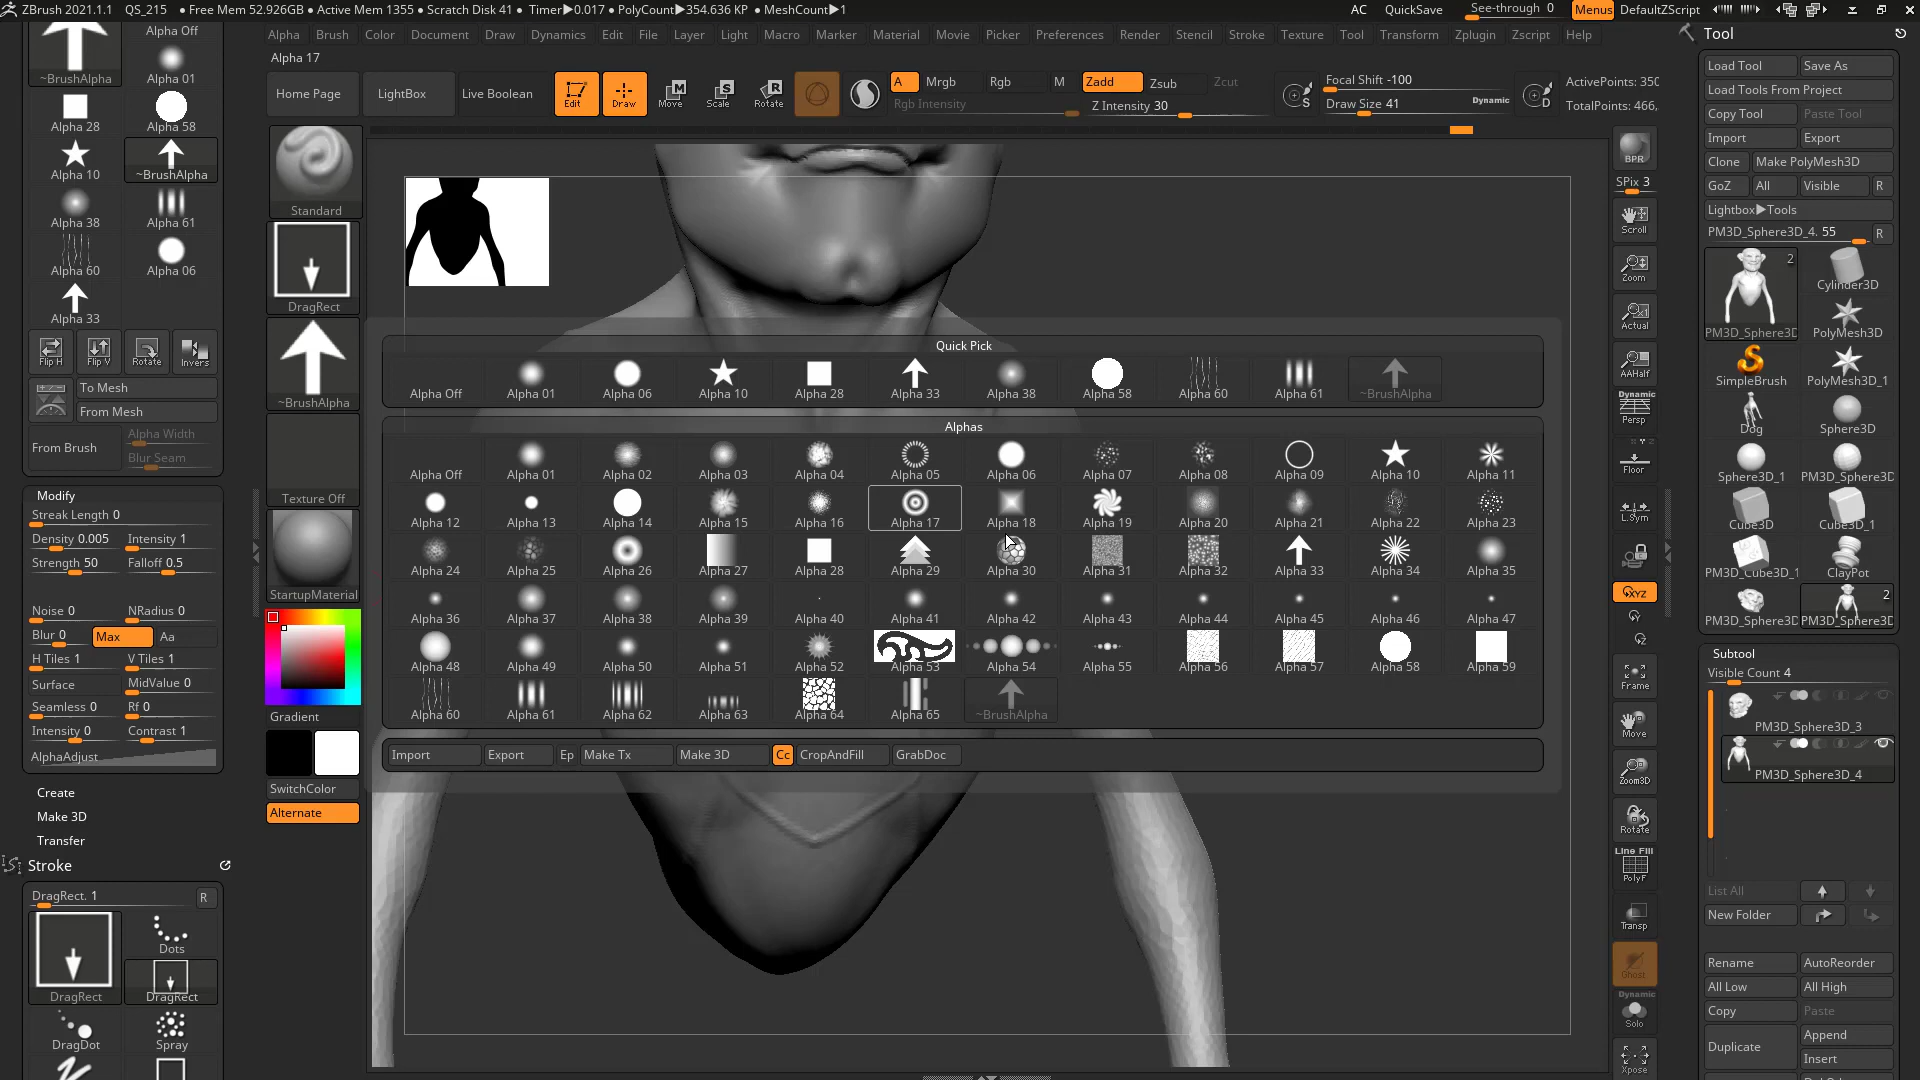 ZBrush 2021.1.1 QS_215 • Free Mem 52.926GB • Active Mem 1355 • Scratch Disk 41 • Timer▶0.017 • PolyCount▶354.636 KP • MeshCount▶1 AC QuickSave See-through 0 Menus DefaultZScript
Alpha Brush Color Document Draw Dynamics Edit File Layer Light Macro Marker Material Movie Picker Preferences Render Stencil Stroke Texture Tool Transform Zplugin Zscript Help
Alpha 17
Alpha Off
~BrushAlpha Alpha 01
Alpha 28 Alpha 58
Alpha 10 ~BrushAlpha
Alpha 38 Alpha 61
Alpha 60 Alpha 06
Alpha 33
Flip H Flip V Rotate Invers
To Mesh
From Mesh
From Brush
Alpha Width
Blur Seam
Modify
Streak Length 0
Density 0.005 Intensity 1
Strength 50 Falloff 0.5
Noise 0 NRadius 0
Blur 0 Max Aa
H Tiles 1 V Tiles 1
Surface MidValue 0
Seamless 0 Rf 0
Intensity 0 Contrast 1
AlphaAdjust
Create
Make 3D
Transfer
Stroke
DragRect. 1 R
Dots
DragRect DragRect
DragDot Spray
Home Page LightBox Live Boolean Edit Draw Move Scale Rotate
A Mrgb Rgb M Zadd Zsub Zcut
Rgb Intensity Z Intensity 30
S Focal Shift -100
Draw Size 41 Dynamic
D ActivePoints: 350
TotalPoints: 466,
Standard
DragRect
~BrushAlpha
Texture Off
StartupMaterial
Gradient
SwitchColor
Alternate
Quick Pick
Alpha Off Alpha 01 Alpha 06 Alpha 10 Alpha 28 Alpha 33 Alpha 38 Alpha 58 Alpha 60 Alpha 61 ~BrushAlpha
Alphas
Alpha Off Alpha 01 Alpha 02 Alpha 03 Alpha 04 Alpha 05 Alpha 06 Alpha 07 Alpha 08 Alpha 09 Alpha 10 Alpha 11
Alpha 12 Alpha 13 Alpha 14 Alpha 15 Alpha 16 Alpha 17 Alpha 18 Alpha 19 Alpha 20 Alpha 21 Alpha 22 Alpha 23
Alpha 24 Alpha 25 Alpha 26 Alpha 27 Alpha 28 Alpha 29 Alpha 30 Alpha 31 Alpha 32 Alpha 33 Alpha 34 Alpha 35
Alpha 36 Alpha 37 Alpha 38 Alpha 39 Alpha 40 Alpha 41 Alpha 42 Alpha 43 Alpha 44 Alpha 45 Alpha 46 Alpha 47
Alpha 48 Alpha 49 Alpha 50 Alpha 51 Alpha 52 Alpha 53 Alpha 54 Alpha 55 Alpha 56 Alpha 57 Alpha 58 Alpha 59
Alpha 60 Alpha 61 Alpha 62 Alpha 63 Alpha 64 Alpha 65 ~BrushAlpha
Import Export Ep Make Tx Make 3D Cc CropAndFill GrabDoc
BPR
SPix 3
Scroll
Zoom
Actual
AAHalf
Dynamic
Persp
Floor
L.Sym
XYZ
Frame
Move
Zoom3D
Rotate
Line Fill
PolyF
Transp
Ghost
Dynamic
Solo
Xpose
Tool
Load Tool Save As
Load Tools From Project
Copy Tool Paste Tool
Import Export
Clone Make PolyMesh3D
GoZ All Visible R
Lightbox▶Tools
PM3D_Sphere3D_4. 55 R
2
Cylinder3D
PM3D_Sphere3D PolyMesh3D
SimpleBrush PolyMesh3D_1
Dog Sphere3D
Sphere3D_1 PM3D_Sphere3D
Cube3D Cube3D_1
PM3D_Cube3D_1 ClayPot
2
PM3D_Sphere3D PM3D_Sphere3D
Subtool
Visible Count 4
PM3D_Sphere3D_3
PM3D_Sphere3D_4
List All
New Folder
Rename AutoReorder
All Low All High
Copy Paste
Duplicate Append
Insert